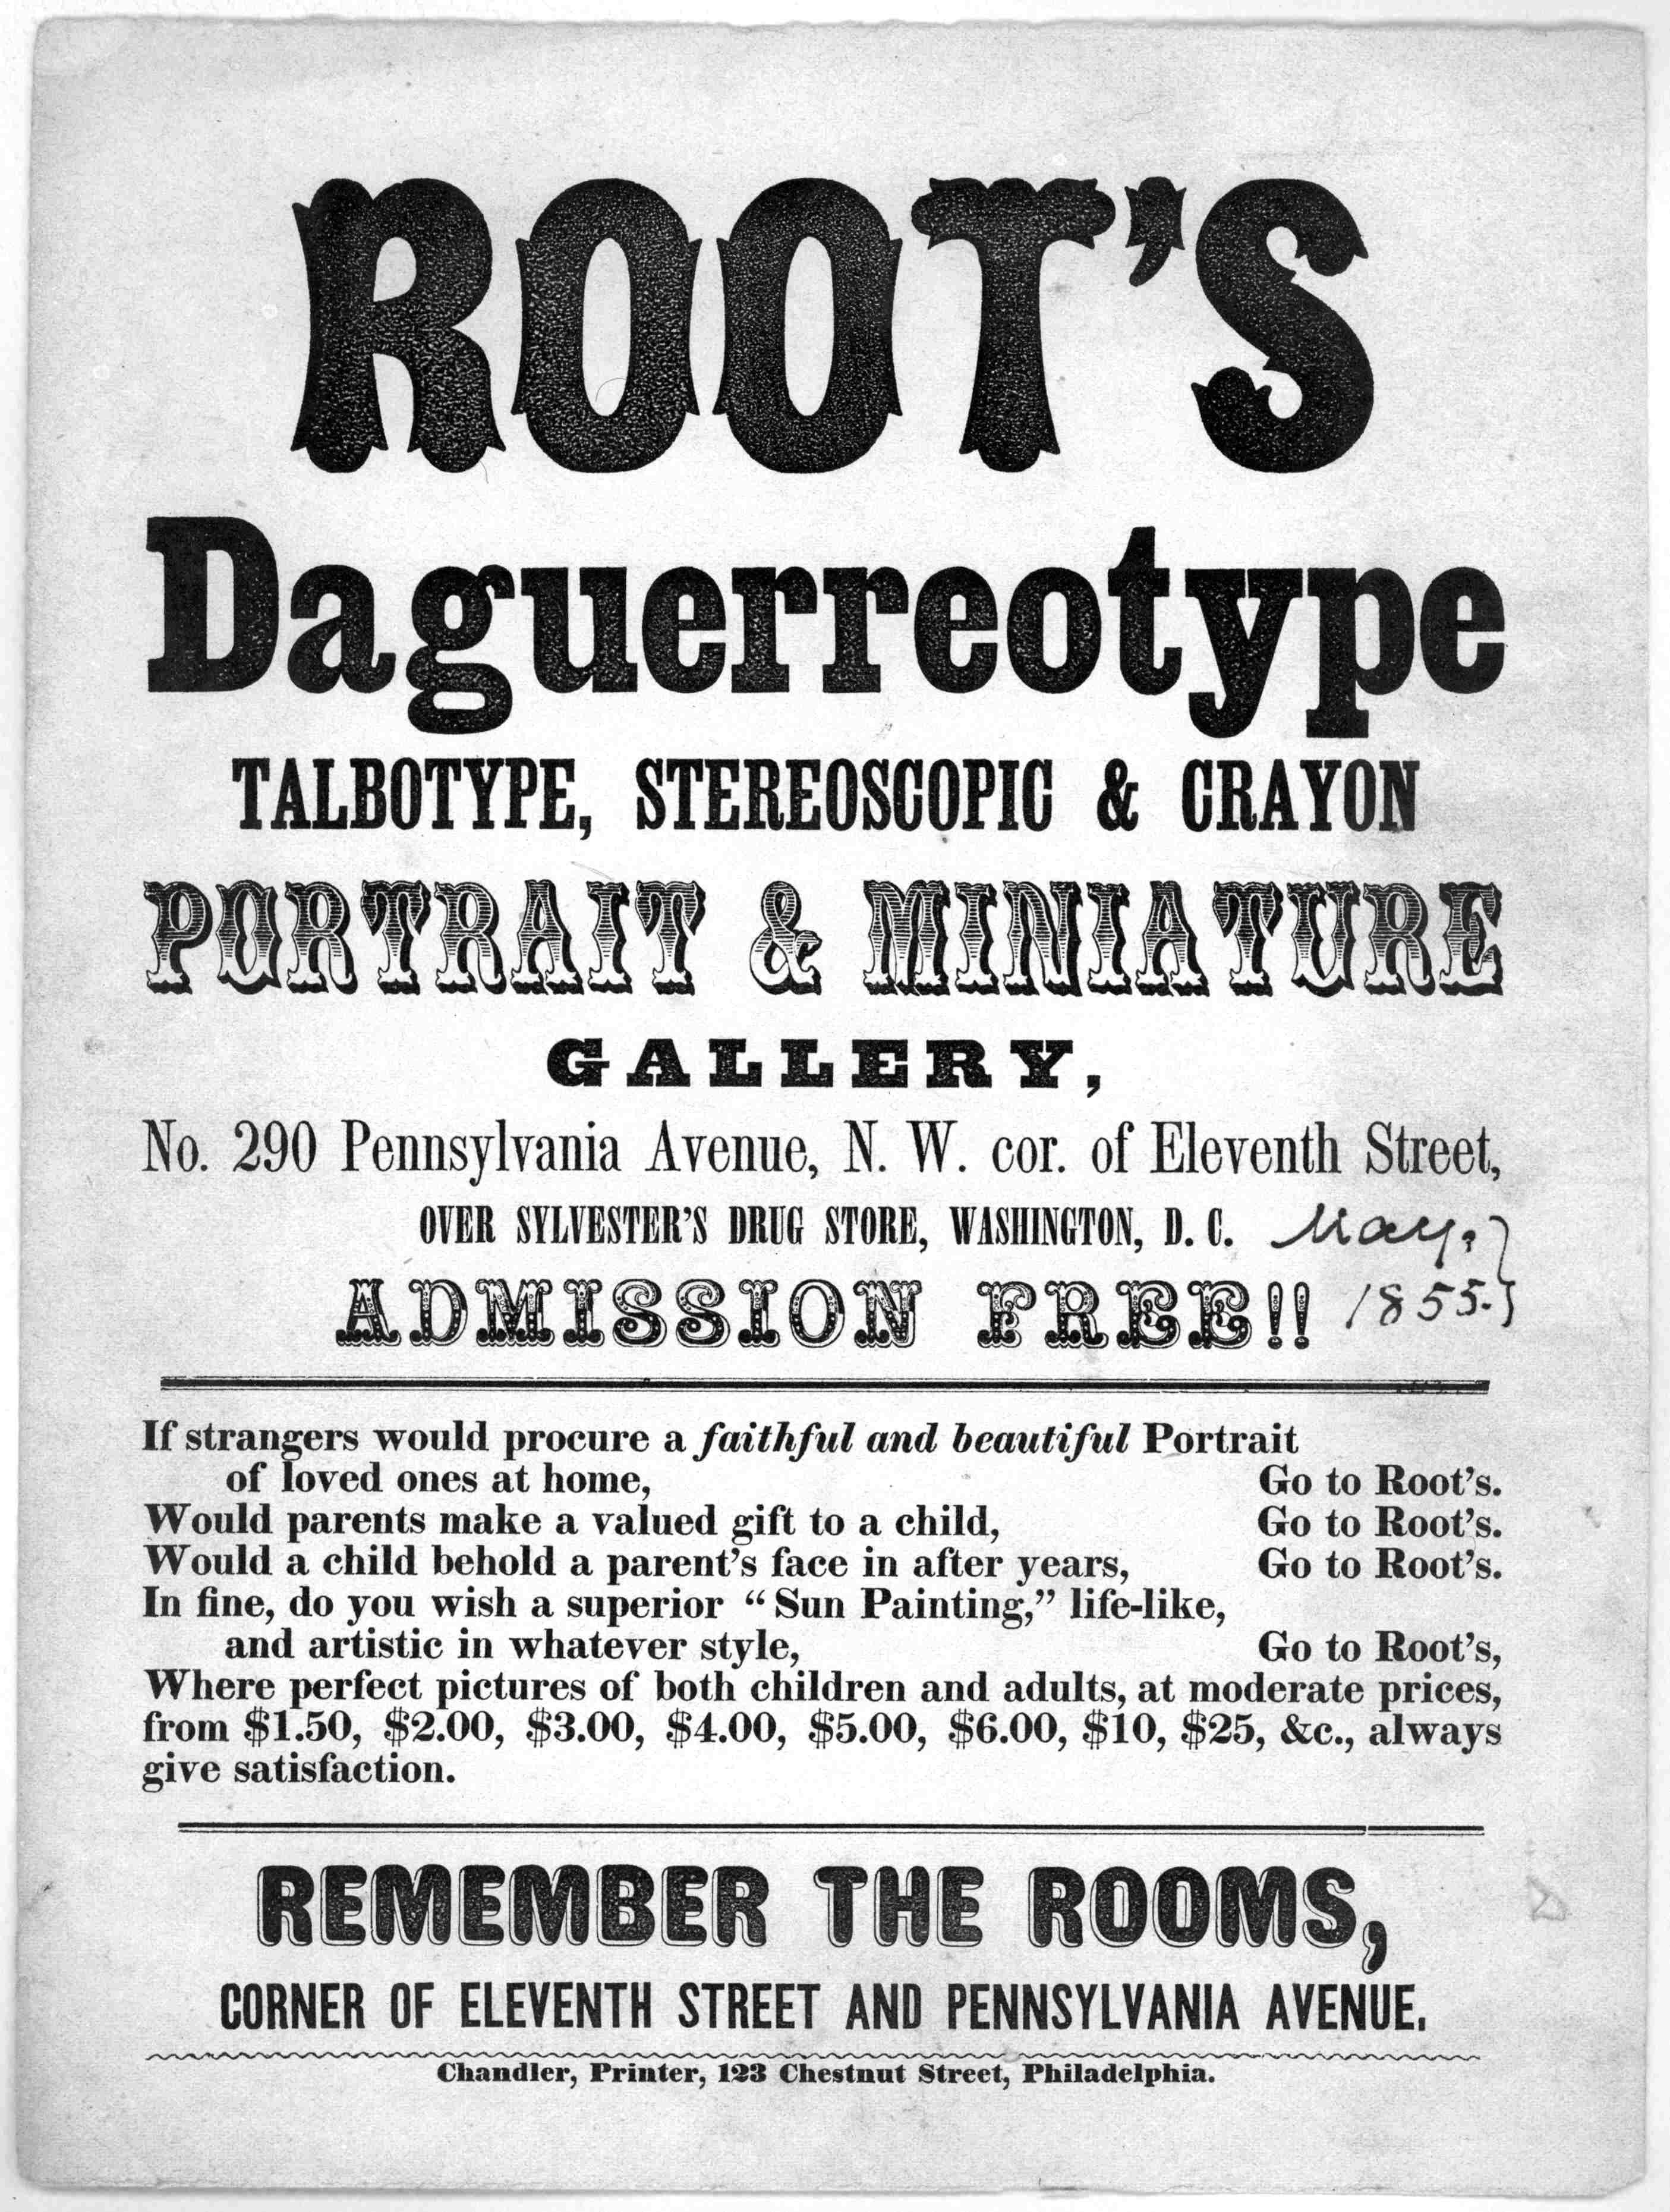 ROOT'S
Daguerreotype
TALBOTYPE, STEREOSCOPIC & CRAYON
PORTRAIT & MINIATURE
GALLERY,
No. 290 Pennsylvania Avenue, N. W. cor. of Eleventh Street,
OVER SYLVESTER'S DRUG STORE, WASHINGTON, D. C. May,
ADMISSION FREE!! 1855.
If strangers would procure a faithful and beautiful Portrait
of loved ones at home, Go to Root's.
Would parents make a valued gift to a child, Go to Root's.
Would a child behold a parent's face in after years, Go to Root's.
In fine, do you wish a superior “Sun Painting,” life-like,
and artistic in whatever style, Go to Root's,
Where perfect pictures of both children and adults, at moderate prices,
from $1.50, $2.00, $3.00, $4.00, $5.00, $6.00, $10, $25, &c., always
give satisfaction.
REMEMBER THE ROOMS,
CORNER OF ELEVENTH STREET AND PENNSYLVANIA AVENUE.
Chandler, Printer, 123 Chestnut Street, Philadelphia.